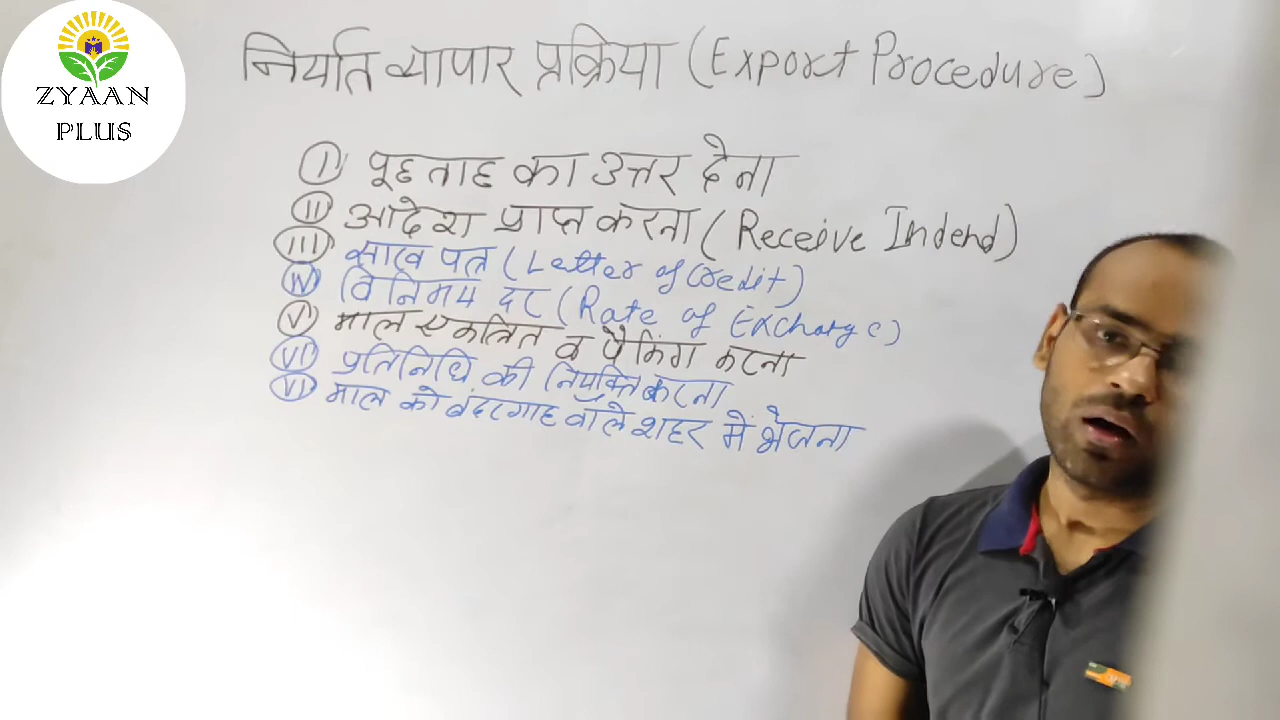 ZYAAN
PLUS
निर्यात व्यापार प्रक्रिया (Export Procedure)
I पूछताछ का उत्तर देना
II आदेश प्राप्त करना (Receive Indend)
III साख पत्र (Letter of Credit)
IV विनिमय दर (Rate of Exchange)
V माल एकत्रित व पैकिंग करना
VI प्रतिनिधि की नियुक्ति करना
VI माल को बंदरगाह वाले शहर में भेजना